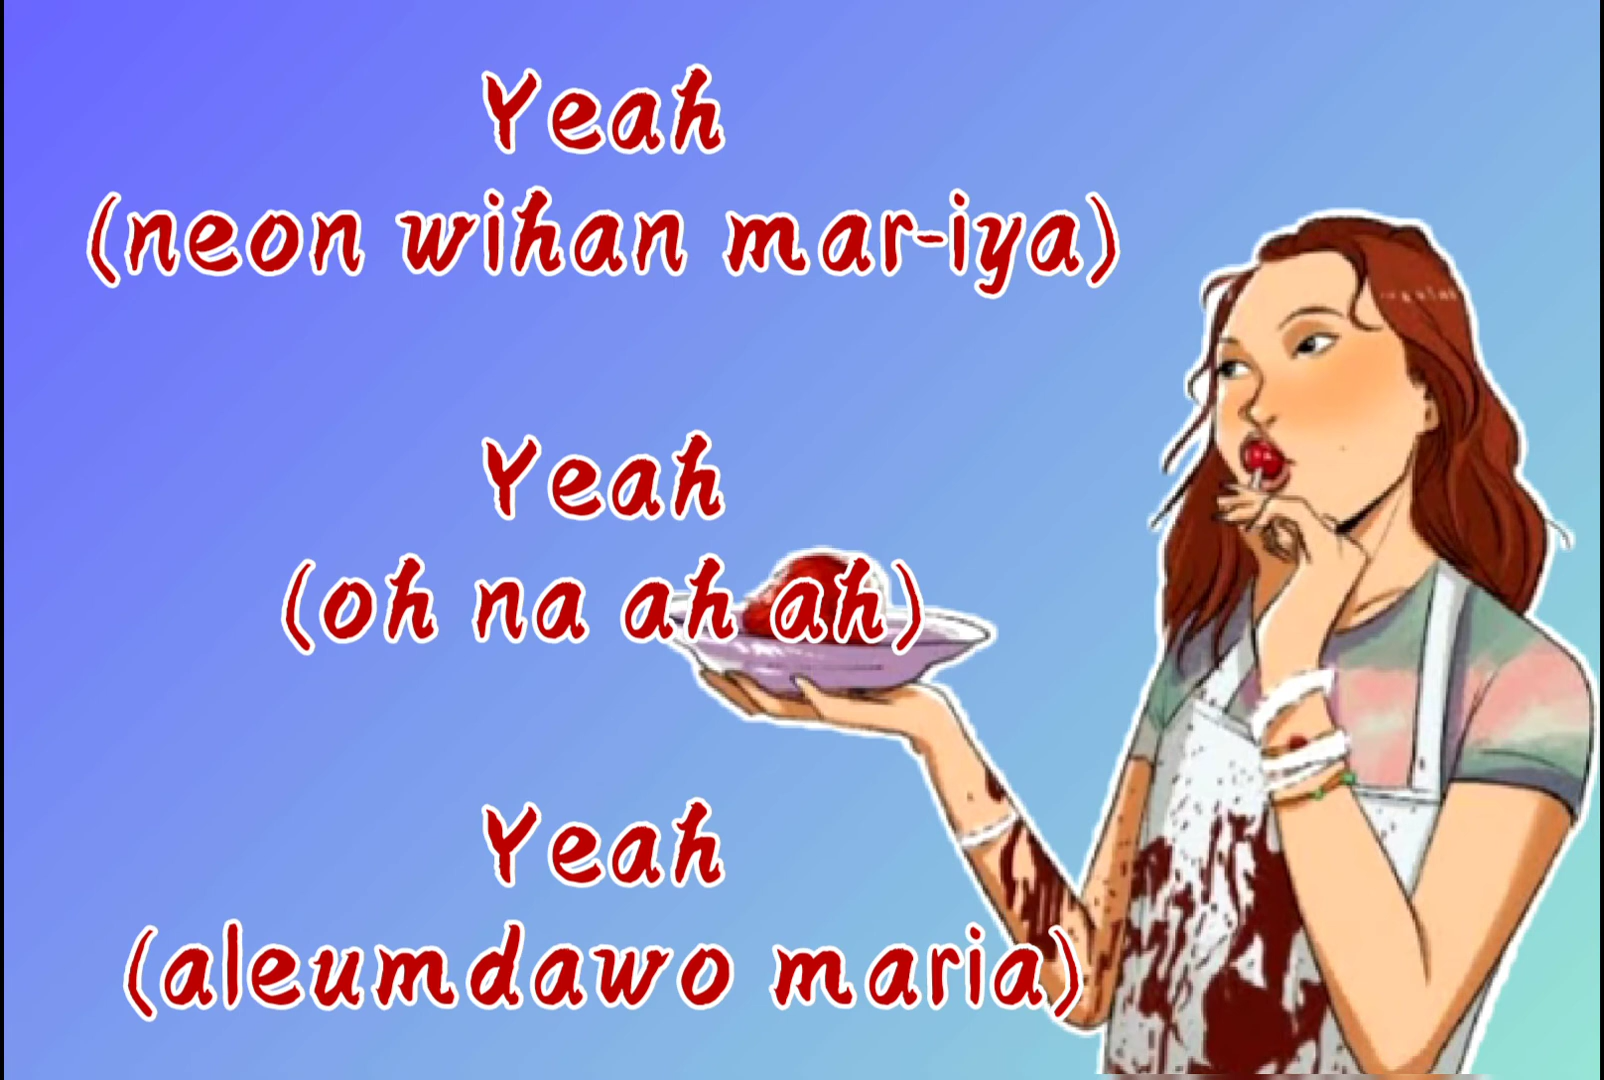 Yeah
(neon wihan mar-iya)
Yeah
(oh na ah ah)
Yeah
(aleumdawo maria)